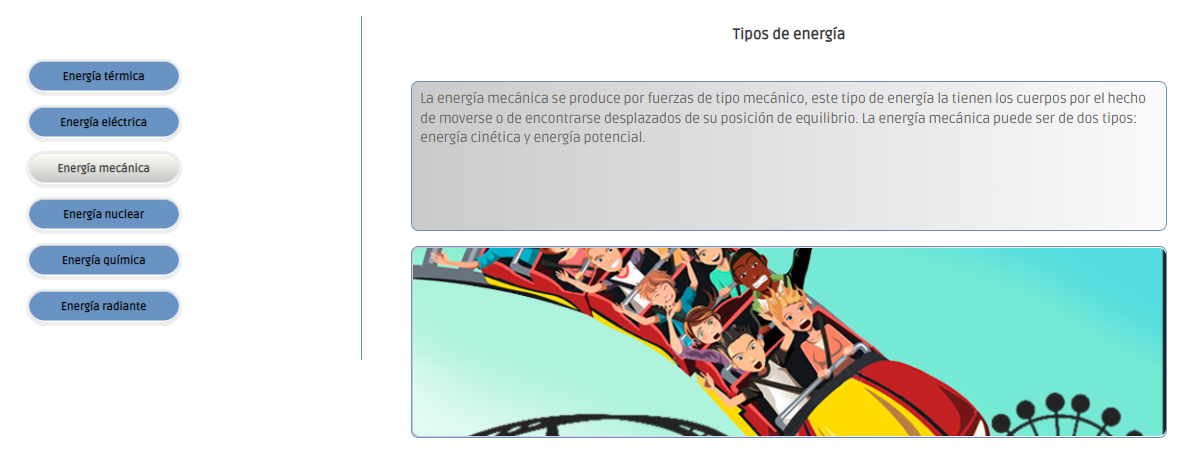 Tipos de energía
Energía térmica
Energía eléctrica
Energía mecánica
Energía nuclear
Energía química
Energía radiante
La energía mecánica se produce por fuerzas de tipo mecánico, este tipo de energía la tienen los cuerpos por el hecho
de moverse o de encontrarse desplazados de su posición de equilibrio. La energía mecánica puede ser de dos tipos:
energía cinética y energía potencial.